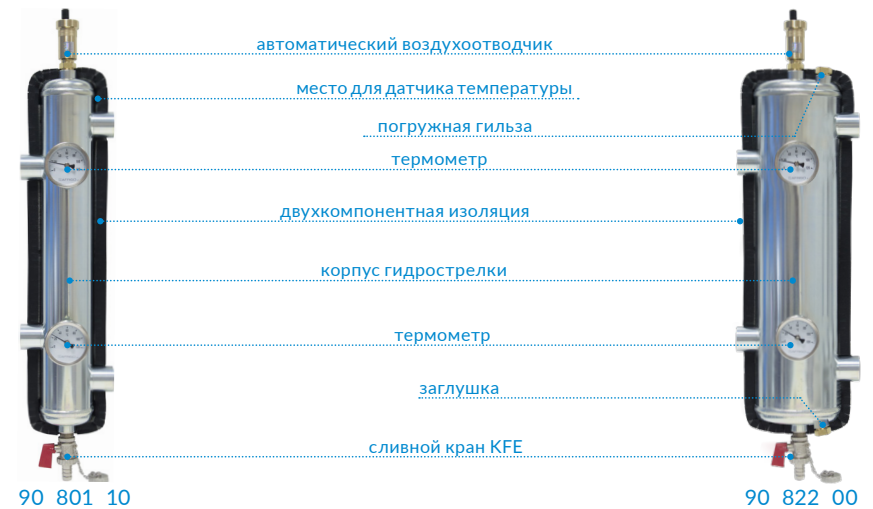 автоматический воздухоотводчик
место для датчика температуры
погружная гильза
термометр
двухкомпонентная изоляция
корпус гидрострелки
термометр
заглушка
сливной кран KFE
90 801 10
90 822 00